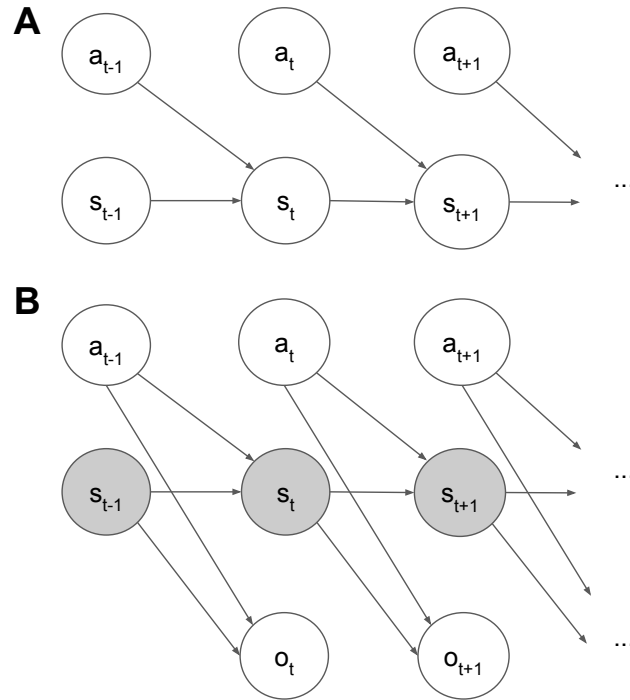 A
a_{t-1} a_t a_{t+1}
s_{t-1} s_t s_{t+1} ..
B
a_{t-1} a_t a_{t+1}
s_{t-1} s_t s_{t+1} ..
o_t o_{t+1} ..